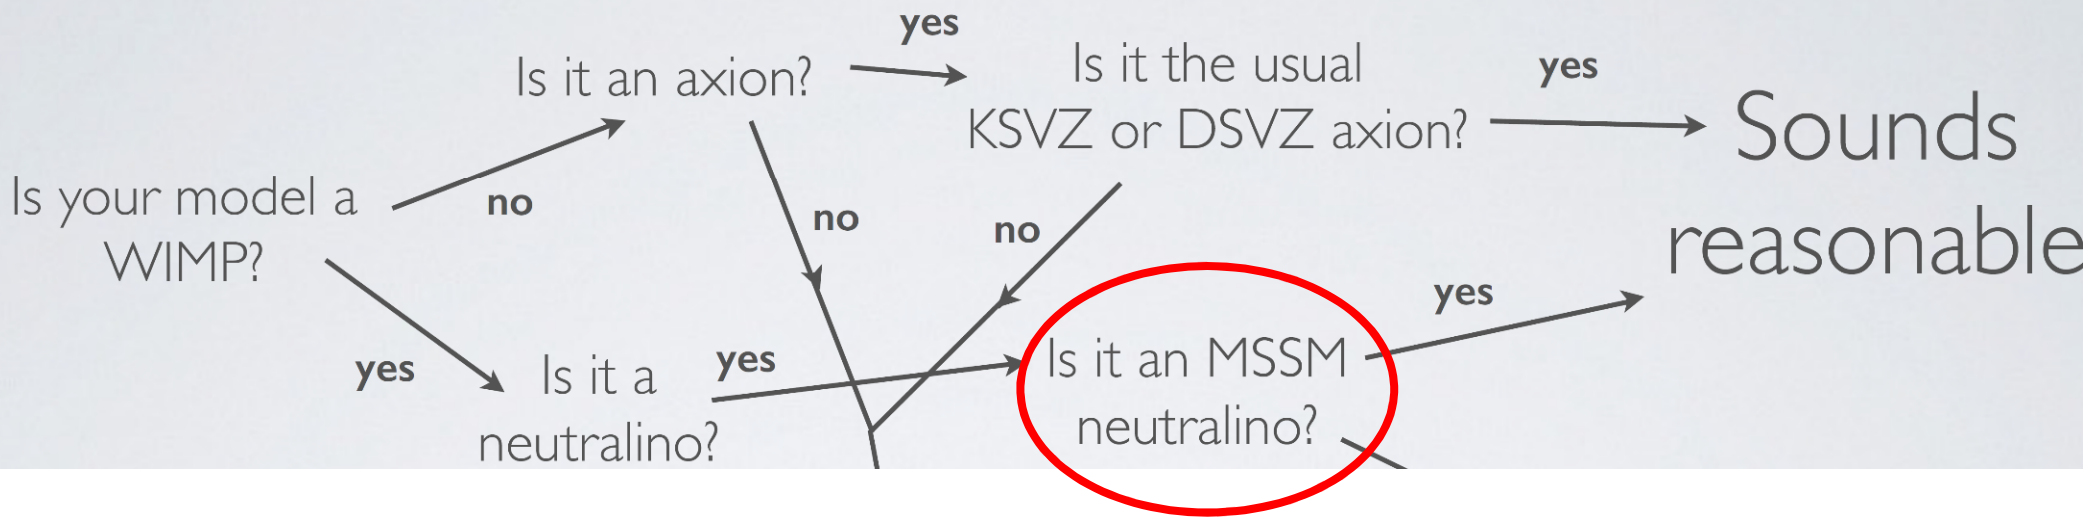 yes
Is it an axion?
Is it the usual
KSVZ or DSVZ axion?
yes
Sounds
reasonable
Is your model a
WIMP?
no
no
no
yes
Is it a
neutralino?
yes
Is it an MSSM
neutralino?
yes